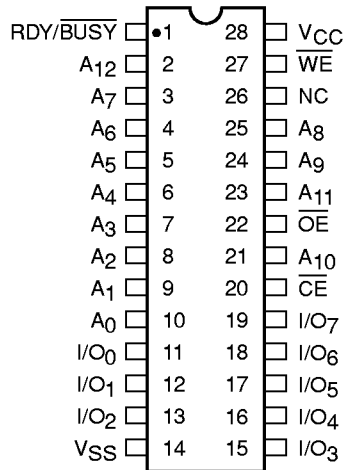 RDY/BUSY 1 28 VCC
A12 2 27 WE
A7 3 26 NC
A6 4 25 A8
A5 5 24 A9
A4 6 23 A11
A3 7 22 OE
A2 8 21 A10
A1 9 20 CE
A0 10 19 I/O7
I/O0 11 18 I/O6
I/O1 12 17 I/O5
I/O2 13 16 I/O4
VSS 14 15 I/O3